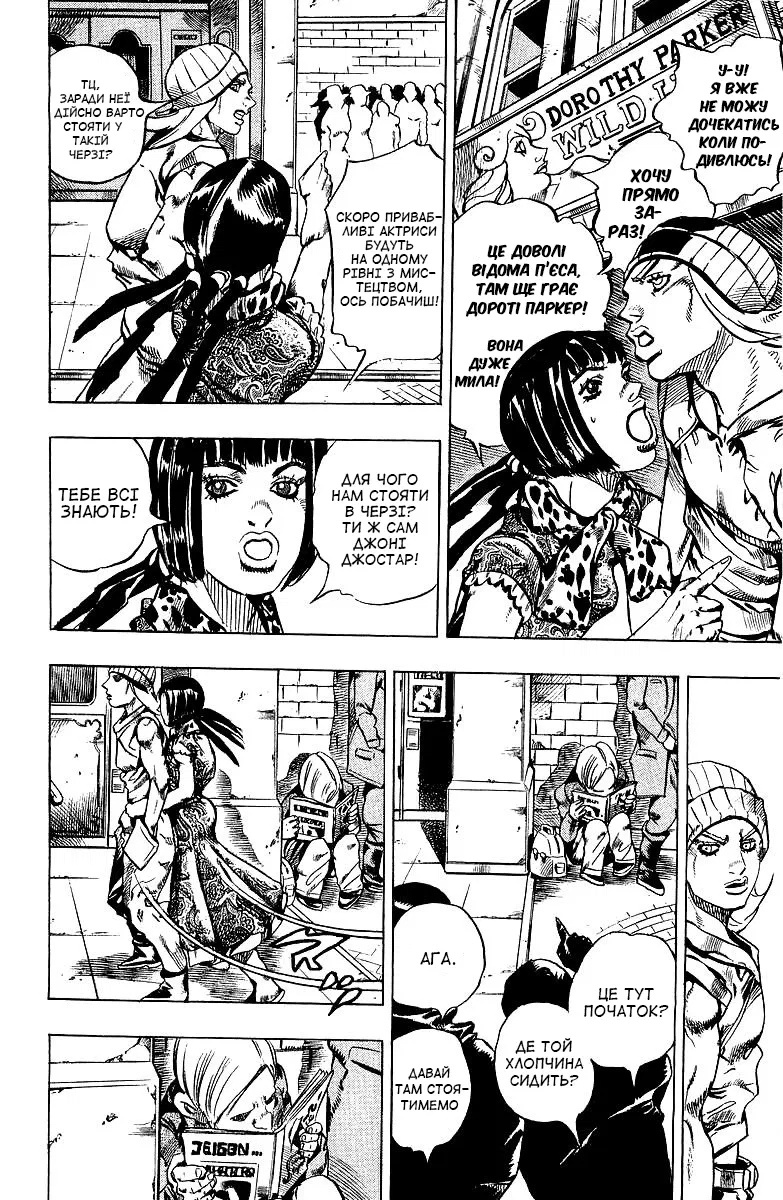 DOROTHY PARKER
WILD
У-У!
Я ВЖЕ
НЕ МОЖУ
ДОЧЕКАТИСЬ
КОЛИ ПО-
ДИВЛЮСЬ!
ХОЧУ
ПРЯМО
ЗА-
РАЗ!
ЦЕ ДОВОЛІ
ВІДОМА П'ЄСА,
ТАМ ЩЕ ГРАЄ
ДОРОТІ ПАРКЕР!
ВОНА
ДУЖЕ
МИЛА!
ТЦ,
ЗАРАДИ НЕЇ
ДІЙСНО ВАРТО
СТОЯТИ У
ТАКІЙ
ЧЕРЗІ?
СКОРО ПРИВАБ-
ЛИВІ АКТРИСИ
БУДУТЬ
НА ОДНОМУ
РІВНІ З МИС-
ТЕЦТВОМ,
ОСЬ ПОБАЧИШ!
ДЛЯ ЧОГО
НАМ СТОЯТИ
В ЧЕРЗІ?
ТИ Ж САМ
ДЖОНІ
ДЖОСТАР!
ТЕБЕ ВСІ
ЗНАЮТЬ!
ЦЕ ТУТ
ПОЧАТОК?
АГА.
ДЕ ТОЙ
ХЛОПЧИНА
СИДИТЬ?
ДАВАЙ
ТАМ СТОЯ-
ТИМЕМО